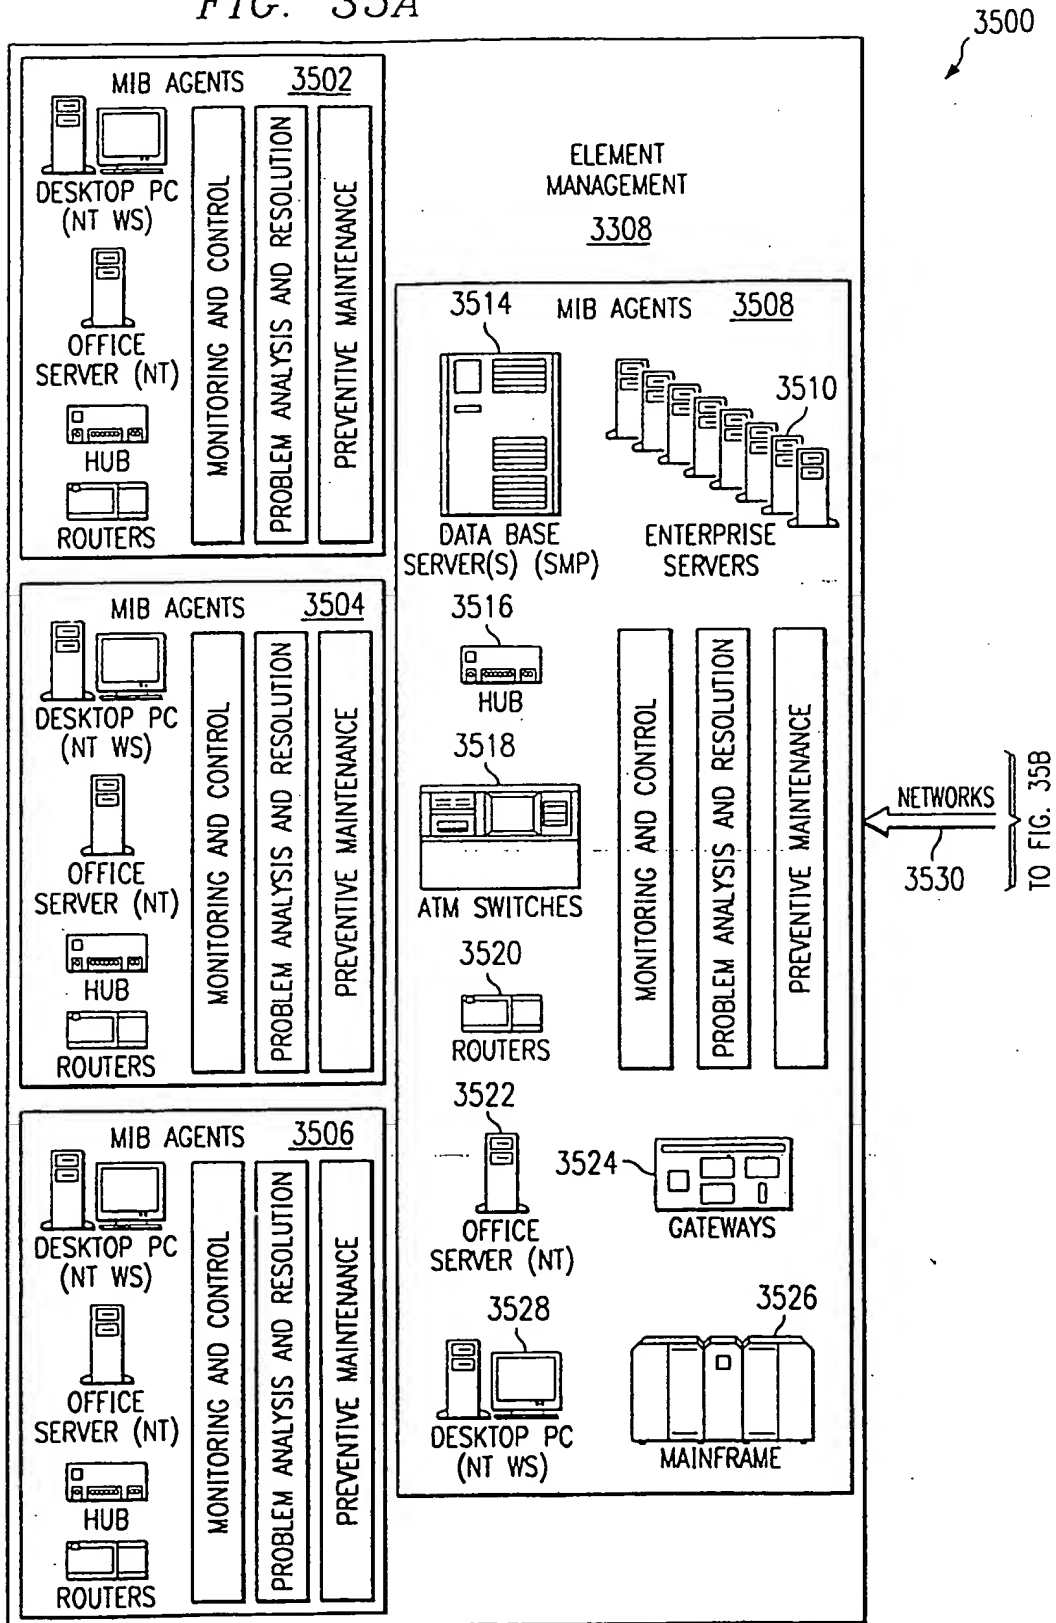 FIG. 35A
3500
MIB AGENTS 3502
DESKTOP PC
(NT WS)
OFFICE
SERVER (NT)
HUB
ROUTERS
MONITORING AND CONTROL
PROBLEM ANALYSIS AND RESOLUTION
PREVENTIVE MAINTENANCE
ELEMENT
MANAGEMENT
3308
MIB AGENTS 3504
DESKTOP PC
(NT WS)
OFFICE
SERVER (NT)
HUB
ROUTERS
MONITORING AND CONTROL
PROBLEM ANALYSIS AND RESOLUTION
PREVENTIVE MAINTENANCE
MIB AGENTS 3506
DESKTOP PC
(NT WS)
OFFICE
SERVER (NT)
HUB
ROUTERS
MONITORING AND CONTROL
PROBLEM ANALYSIS AND RESOLUTION
PREVENTIVE MAINTENANCE
3514
MIB AGENTS 3508
3510
DATA BASE
SERVER(S) (SMP)
ENTERPRISE
SERVERS
3516
HUB
3518
ATM SWITCHES
3520
ROUTERS
MONITORING AND CONTROL
PROBLEM ANALYSIS AND RESOLUTION
PREVENTIVE MAINTENANCE
3522
OFFICE
SERVER (NT)
3524
GATEWAYS
3528
DESKTOP PC
(NT WS)
3526
MAINFRAME
NETWORKS
3530
TO FIG. 35B